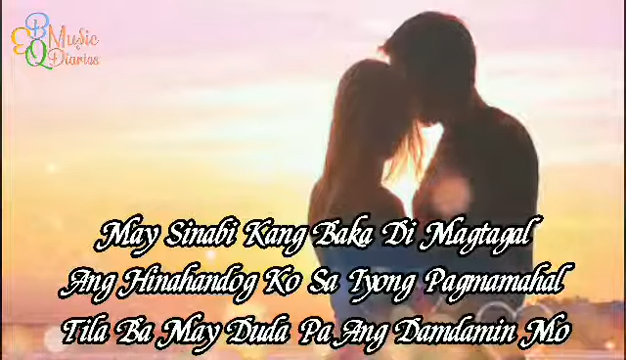 EBQ Music
Diaries
May Sinabi Kang Baka Di Magtagal
Ang Hinahandog Ko Sa Iyong Pagmamahal
Tila Ba May Duda Pa Ang Damdamin Mo